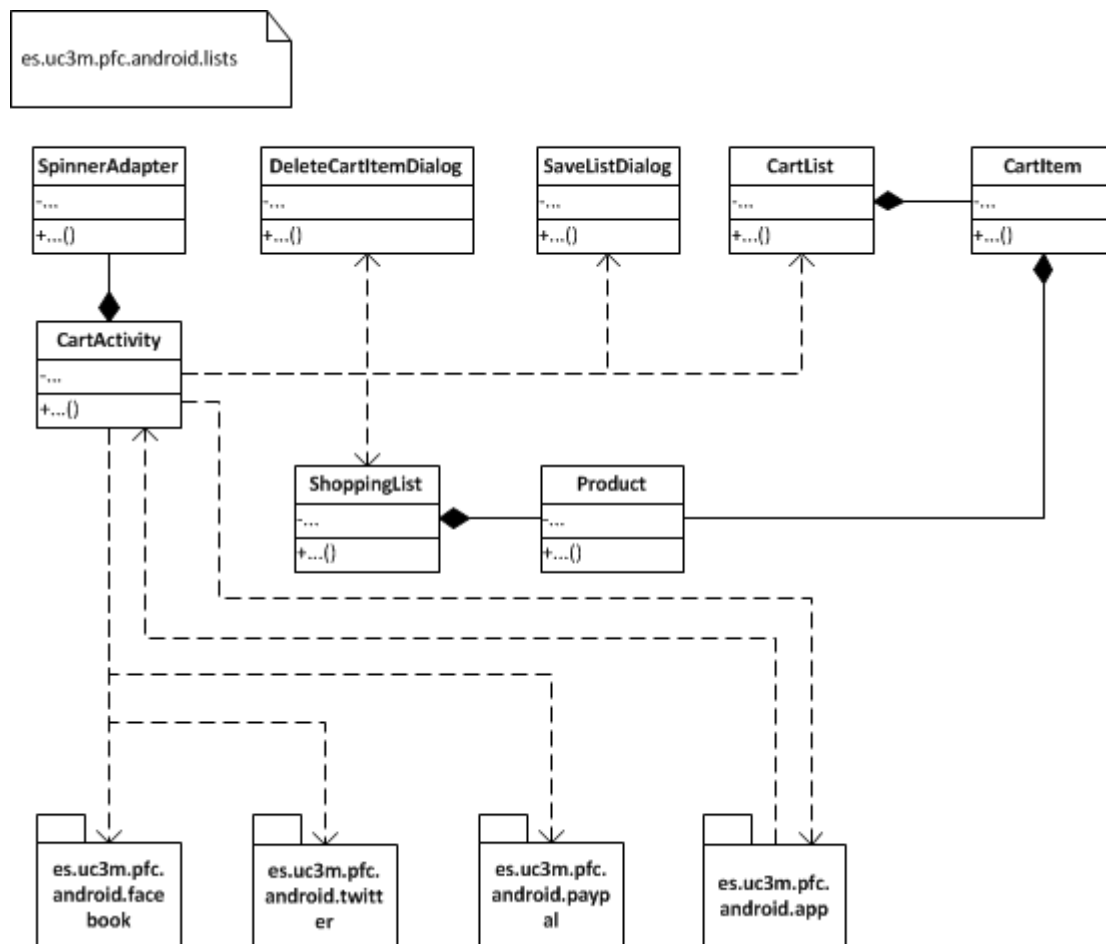 es.uc3m.pfc.android.lists
SpinnerAdapter
-...
+...()
DeleteCartItemDialog
-...
+...()
SaveListDialog
-...
+...()
CartList
-...
+...()
CartItem
-...
+...()
CartActivity
-...
+...()
ShoppingList
-...
+...()
Product
-...
+...()
es.uc3m.pfc.
android.face
book
es.uc3m.pfc.
android.twitt
er
es.uc3m.pfc.
android.payp
al
es.uc3m.pfc.
android.app